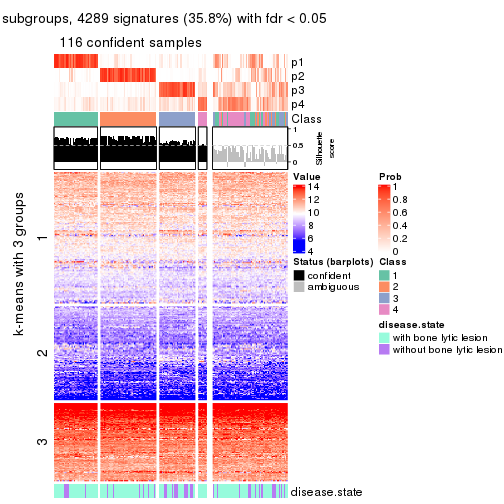 subgroups, 4289 signatures (35.8%) with fdr < 0.05
116 confident samples
p1
p2
p3
p4
Class
1
0.5
0
Silhouette
score
k-means with 3 groups
1
2
3
Value
14
12
10
8
6
4
Prob
1
0.8
0.6
0.4
0.2
0
Status (barplots)
confident
ambiguous
Class
1
2
3
4
disease.state
with bone lytic lesion
without bone lytic lesion
disease.state